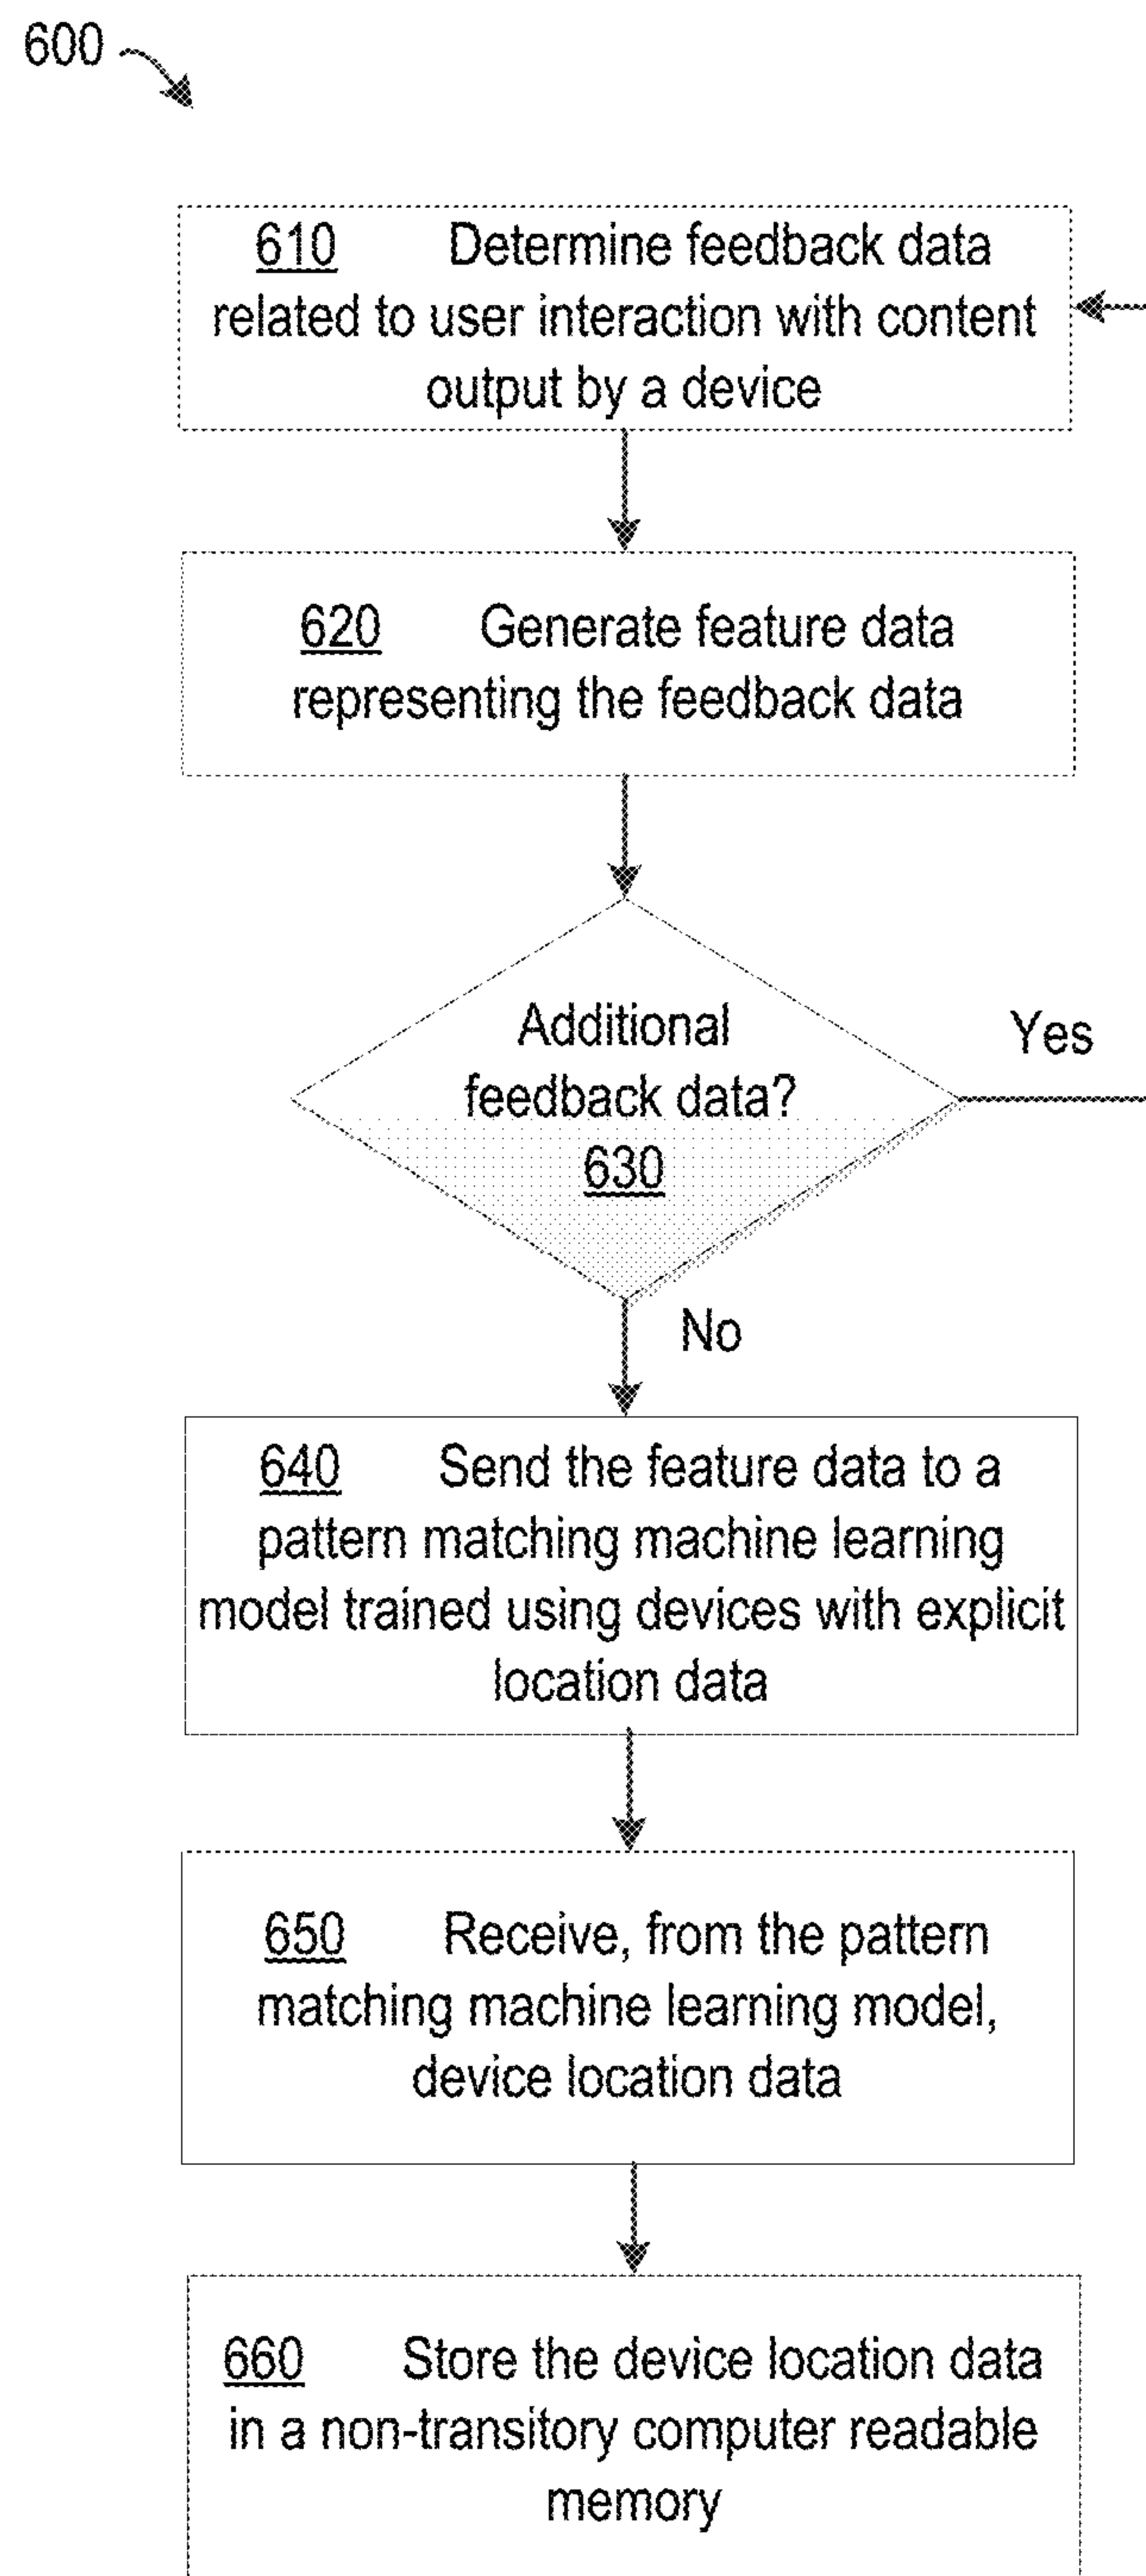 600
610 Determine feedback data
related to user interaction with content
output by a device
620 Generate feature data
representing the feedback data
Additional
feedback data?
630
Yes
No
640 Send the feature data to a
pattern matching machine learning
model trained using devices with explicit
location data
650 Receive, from the pattern
matching machine learning model,
device location data
660 Store the device location data
in a non-transitory computer readable
memory